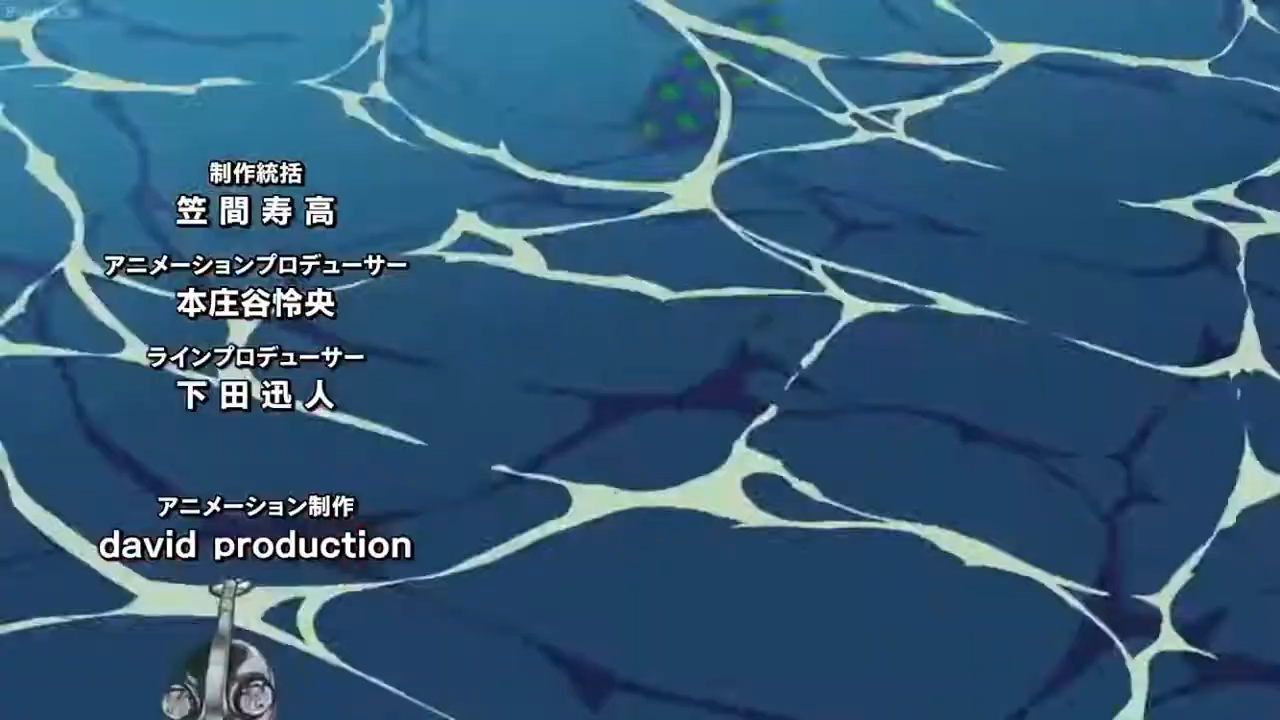 制作統括
笠間寿高
アニメーションプロデューサー
本庄谷怜央
ラインプロデューサー
下田迅人
アニメーション制作
david production